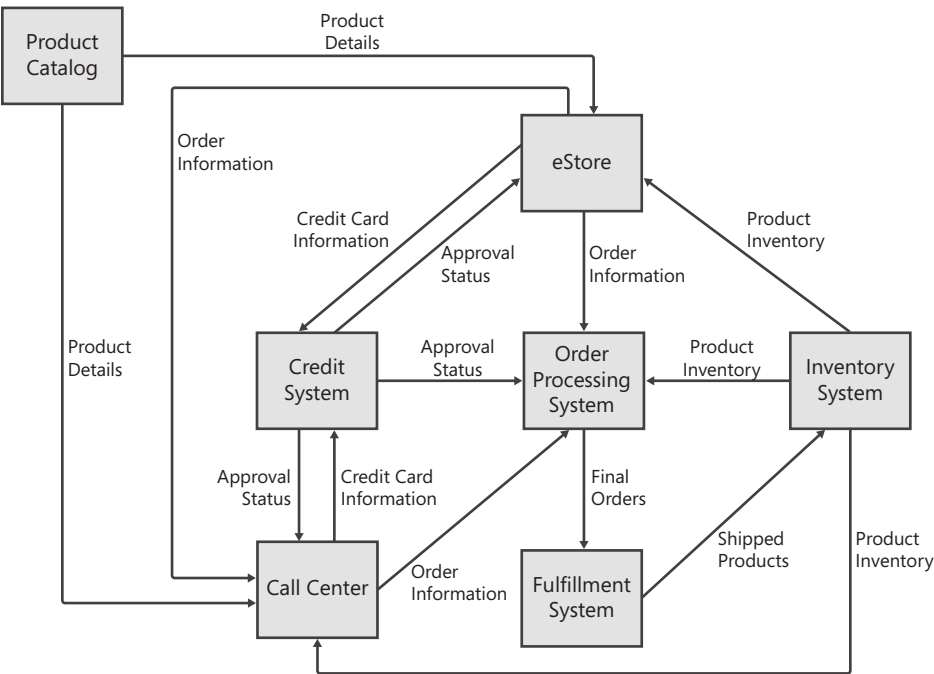 Product
Catalog
Product
Details
Order
Information
eStore
Credit Card
Information
Approval
Status
Order
Information
Product
Inventory
Product
Details
Credit
System
Approval
Status
Order
Processing
System
Product
Inventory
Inventory
System
Approval
Status
Credit Card
Information
Final
Orders
Shipped
Products
Product
Inventory
Call Center
Order
Information
Fulfillment
System